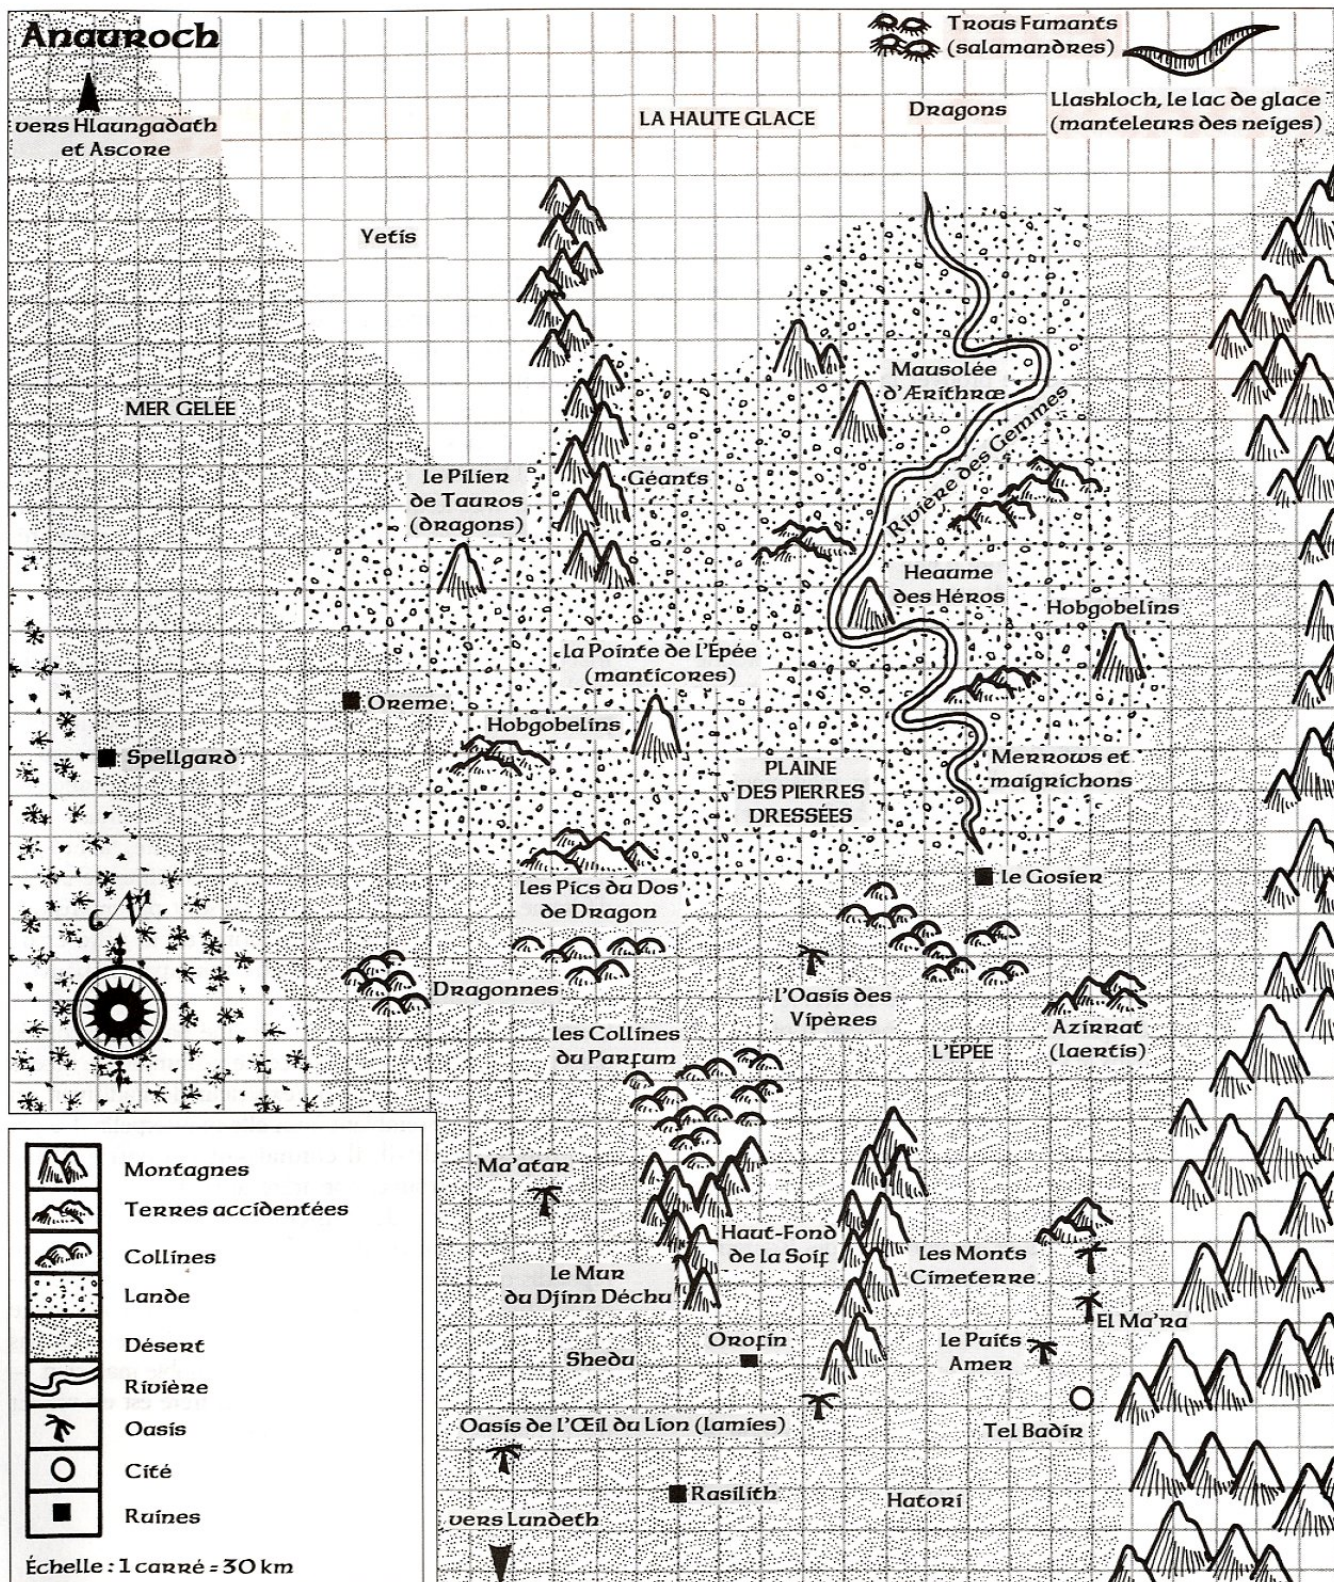 Anauroch
vers Hlaungadath
et Ascore
Trous Fumants
(salamandres)
LA HAUTE GLACE
Dragons
Llashloch, le lac de glace
(manteleurs des neiges)
Yetis
Mausolée
d'Ærithræ
MER GELÉE
Rivière des Gemmes
le Pilier
de Tauros
(dragons)
Géants
Heaume
des Héros
Hobgobelins
la Pointe de l'Epée
(manticores)
Oreme
Hobgobelins
Spellgard
PLAINE
DES PIERRES
DRESSÉES
Merrows et
maigrichons
le Gosier
les Pics du Dos
de Dragon
N
Dragonnes
l'Oasis des
Vipères
Azirrat
(laertis)
les Collines
du Parfum
L'ÉPÉE
Ma'atar
Haut-Fond
de la Soif
les Monts
Cimeterre
le Mur
du Djinn Déchu
El Ma'ra
Orofin
le Puits
Amer
Shedu
Oasis de l'Œil du Lion (lamies)
Tel Badir
Rasilith
Hatori
vers Lundeth
Montagnes
Terres accidentées
Collines
Lande
Désert
Rivière
Oasis
Cité
Ruines
Échelle : 1 carré = 30 km